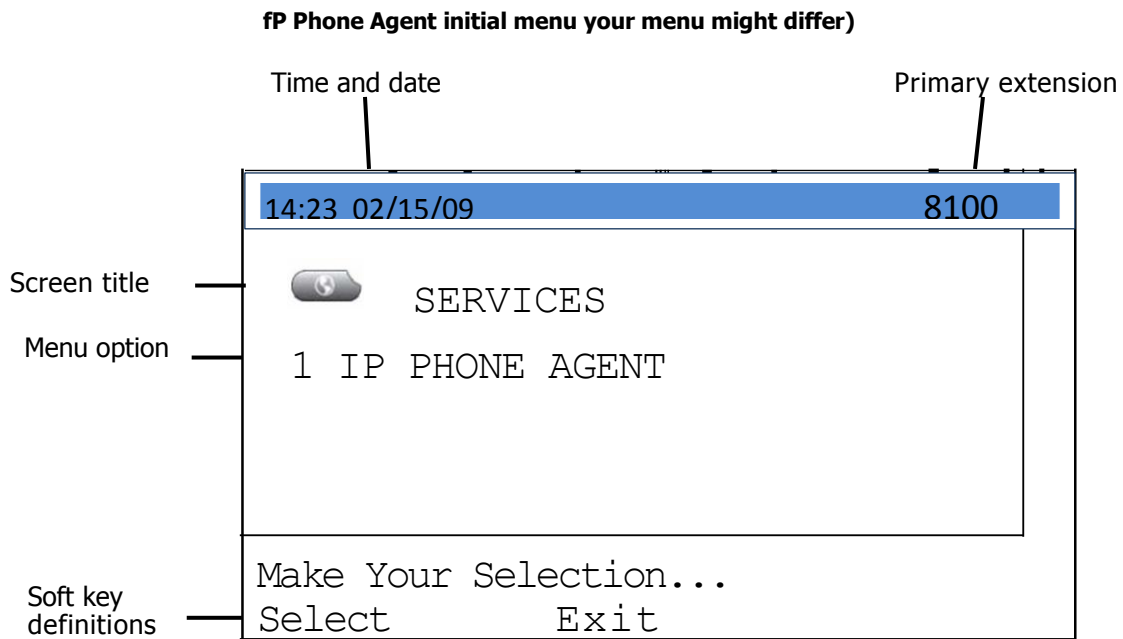 fP Phone Agent initial menu your menu might differ)
Time and date
Primary extension
14:23 02/15/09 8100
Screen title
SERVICES
Menu option
1 IP PHONE AGENT
Make Your Selection...
Soft key
definitions
Select Exit